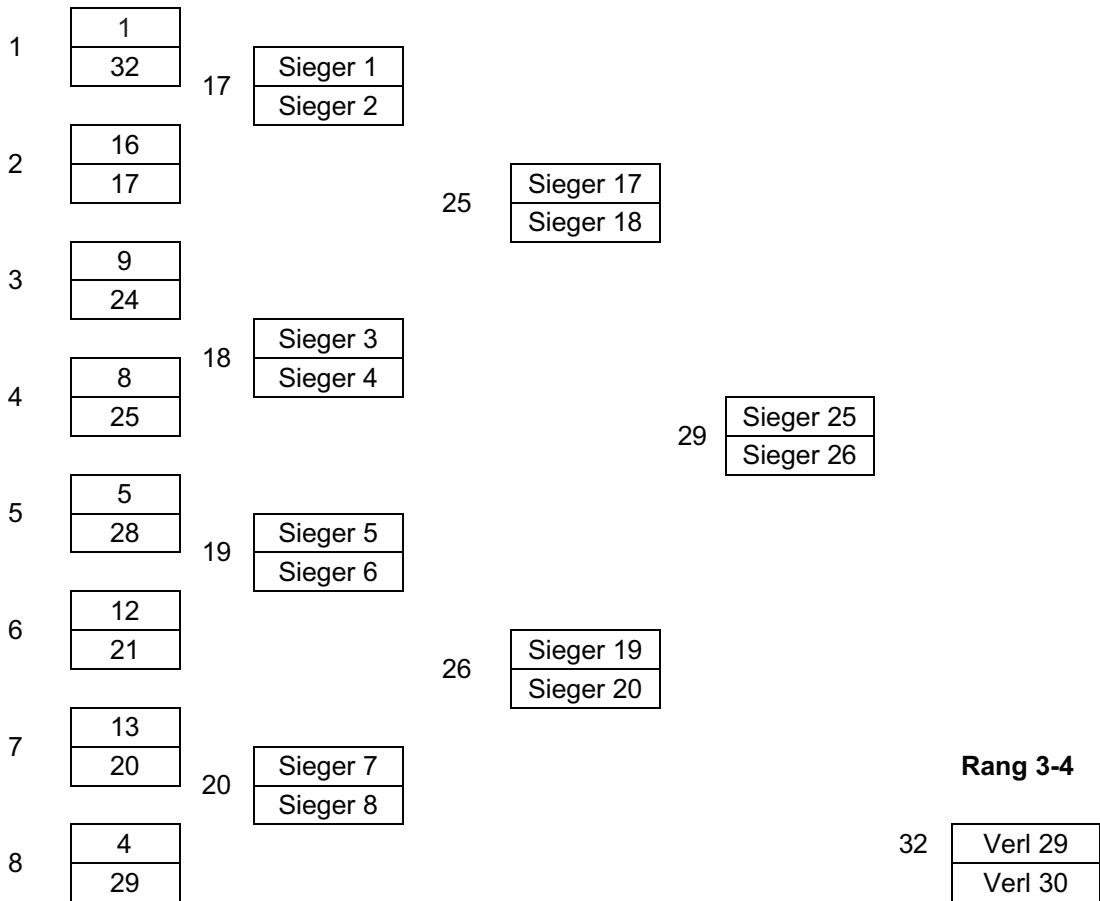 1
1
32
17
Sieger 1
Sieger 2
2
16
17
25
Sieger 17
Sieger 18
3
9
24
18
Sieger 3
Sieger 4
4
8
25
29
Sieger 25
Sieger 26
5
5
28
19
Sieger 5
Sieger 6
6
12
21
26
Sieger 19
Sieger 20
7
13
20
20
Sieger 7
Sieger 8
Rang 3-4
8
4
29
32
Verl 29
Verl 30